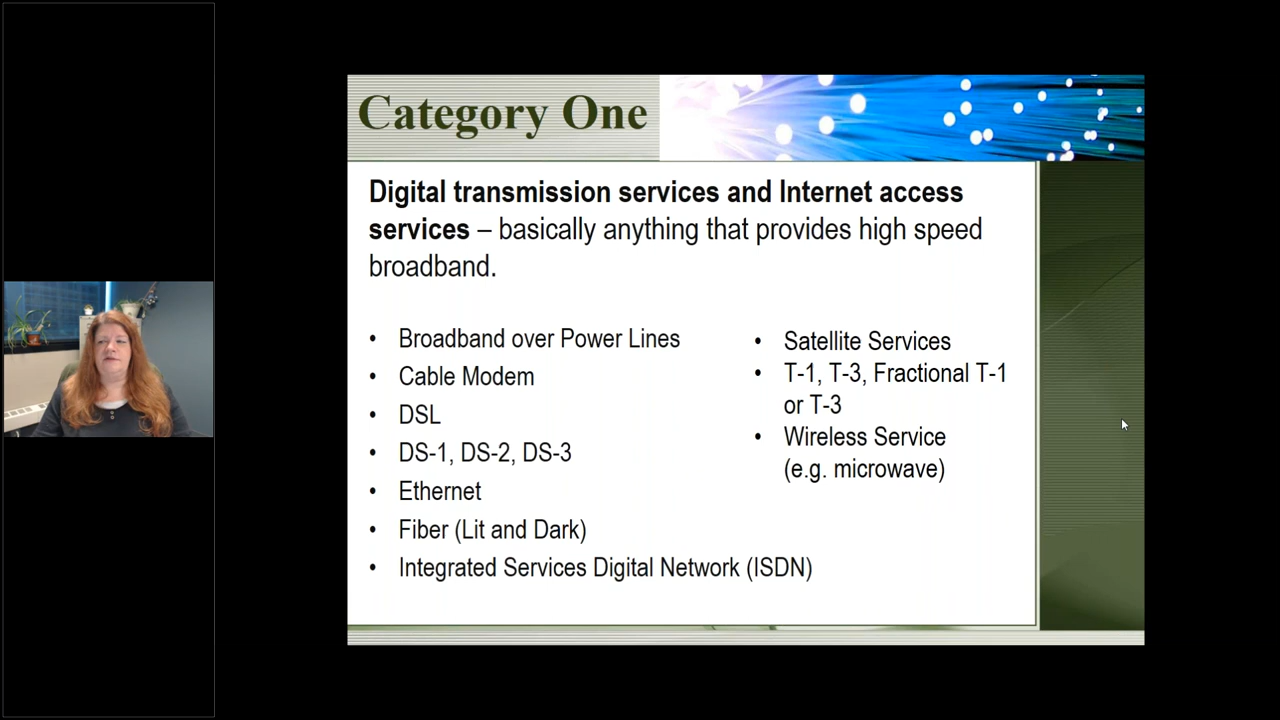 Category One
Digital transmission services and Internet access
services – basically anything that provides high speed
broadband.
• Broadband over Power Lines
• Cable Modem
• DSL
• DS-1, DS-2, DS-3
• Ethernet
• Fiber (Lit and Dark)
• Integrated Services Digital Network (ISDN)
• Satellite Services
• T-1, T-3, Fractional T-1
or T-3
• Wireless Service
(e.g. microwave)